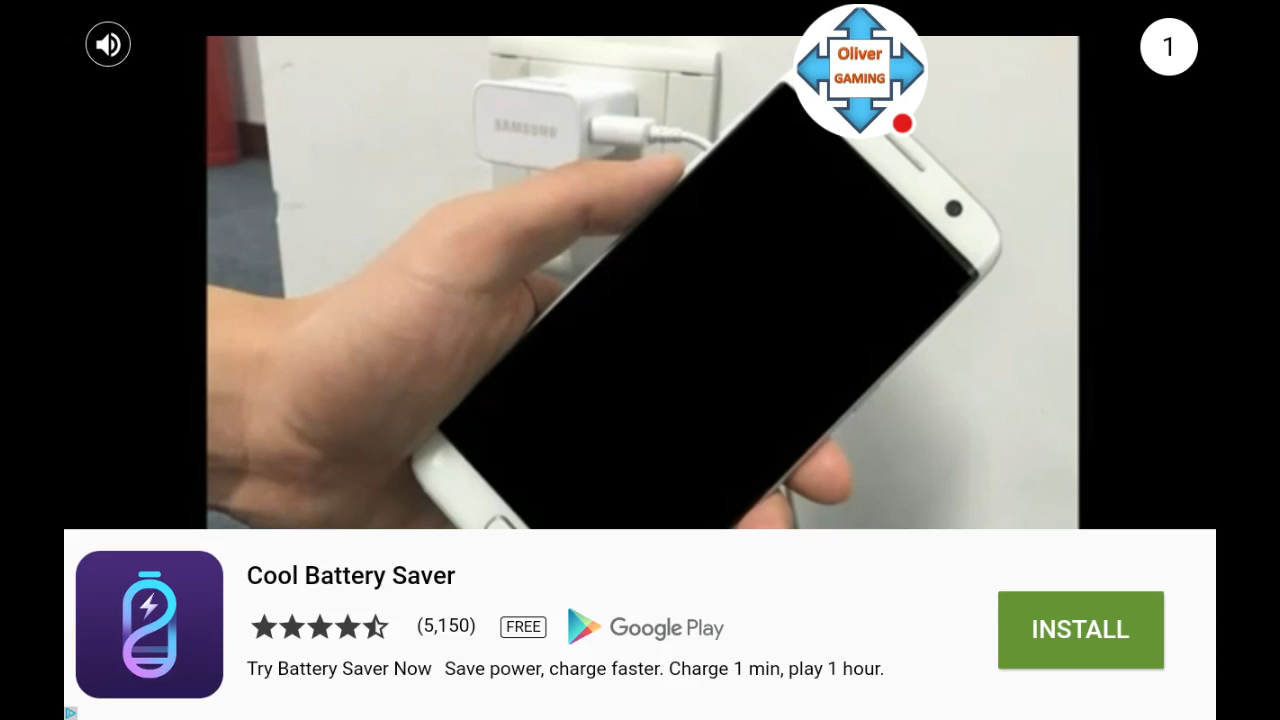 1
Oliver
GAMING
SAMSUNG
Cool Battery Saver
(5,150)
FREE
Google Play
INSTALL
Try Battery Saver Now Save power, charge faster. Charge 1 min, play 1 hour.